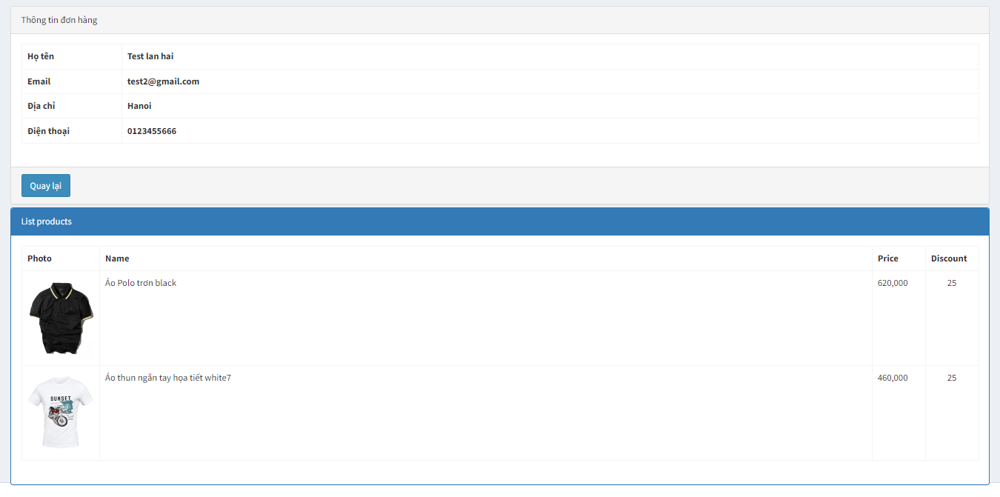 Thông tin đơn hàng
Họ tên Test lan hai
Email test2@gmail.com
Địa chỉ Hanoi
Điện thoại 0123455666
Quay lại
List products
Photo Name Price Discount
Áo Polo trơn black 620,000 25
Áo thun ngắn tay họa tiết white7 460,000 25
SUNSET